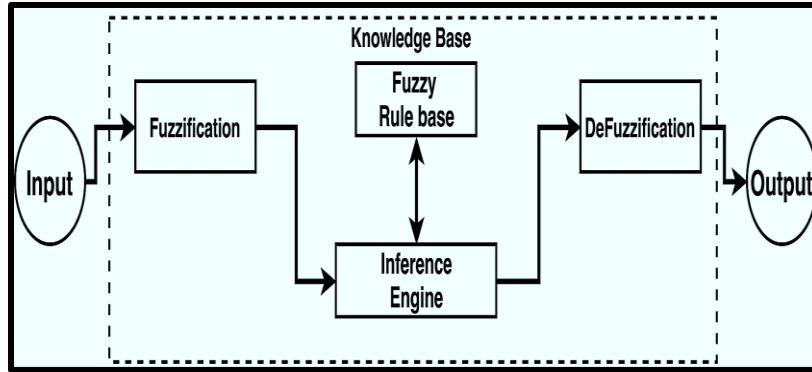 Knowledge Base
Fuzzy
Rule base
Fuzzification
DeFuzzification
Input
Output
Inference
Engine